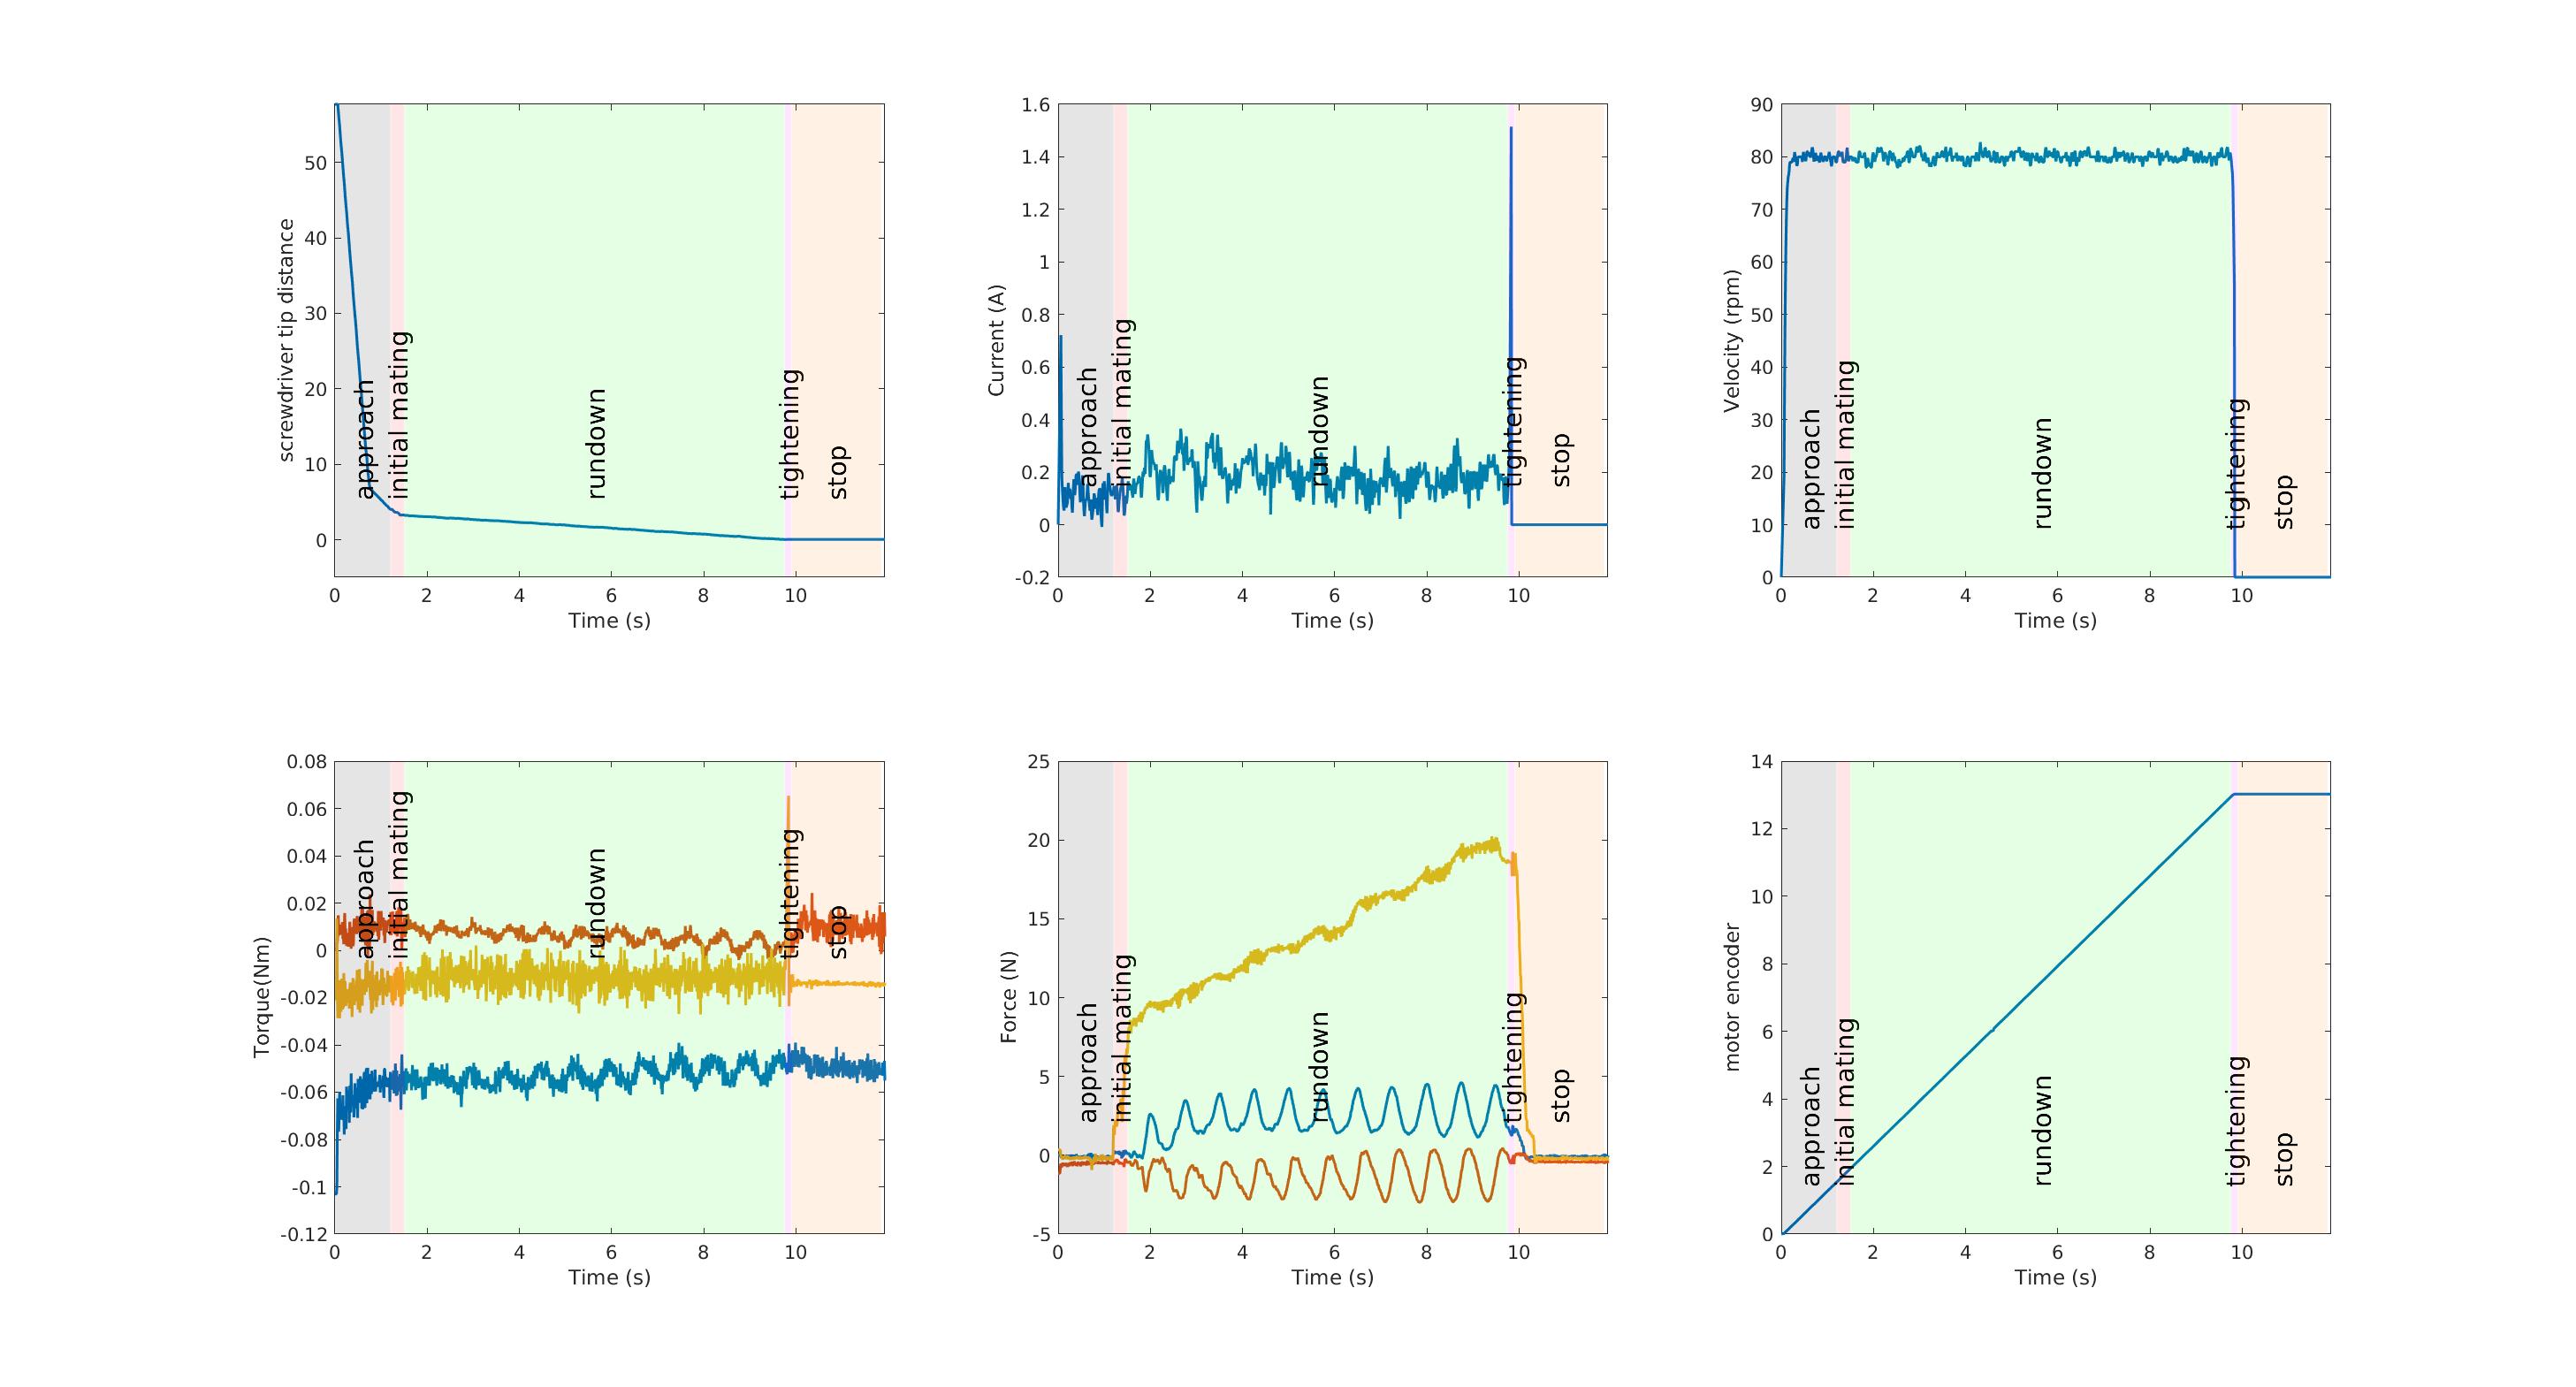 screwdriver tip distance
50
40
30
20
10
0
approach
initial mating
rundown
tightening
stop
0 2 4 6 8 10
Time (s)
Current (A)
1.6
1.4
1.2
1
0.8
0.6
0.4
0.2
0
-0.2
approach
initial mating
rundown
tightening
stop
0 2 4 6 8 10
Time (s)
Velocity (rpm)
90
80
70
60
50
40
30
20
10
0
approach
initial mating
rundown
tightening
stop
0 2 4 6 8 10
Time (s)
Torque(Nm)
0.08
0.06
0.04
0.02
0
-0.02
-0.04
-0.06
-0.08
-0.1
-0.12
approach
initial mating
rundown
tightening
stop
0 2 4 6 8 10
Time (s)
Force (N)
25
20
15
10
5
0
-5
approach
initial mating
rundown
tightening
stop
0 2 4 6 8 10
Time (s)
motor encoder
14
12
10
8
6
4
2
0
approach
initial mating
rundown
tightening
stop
0 2 4 6 8 10
Time (s)